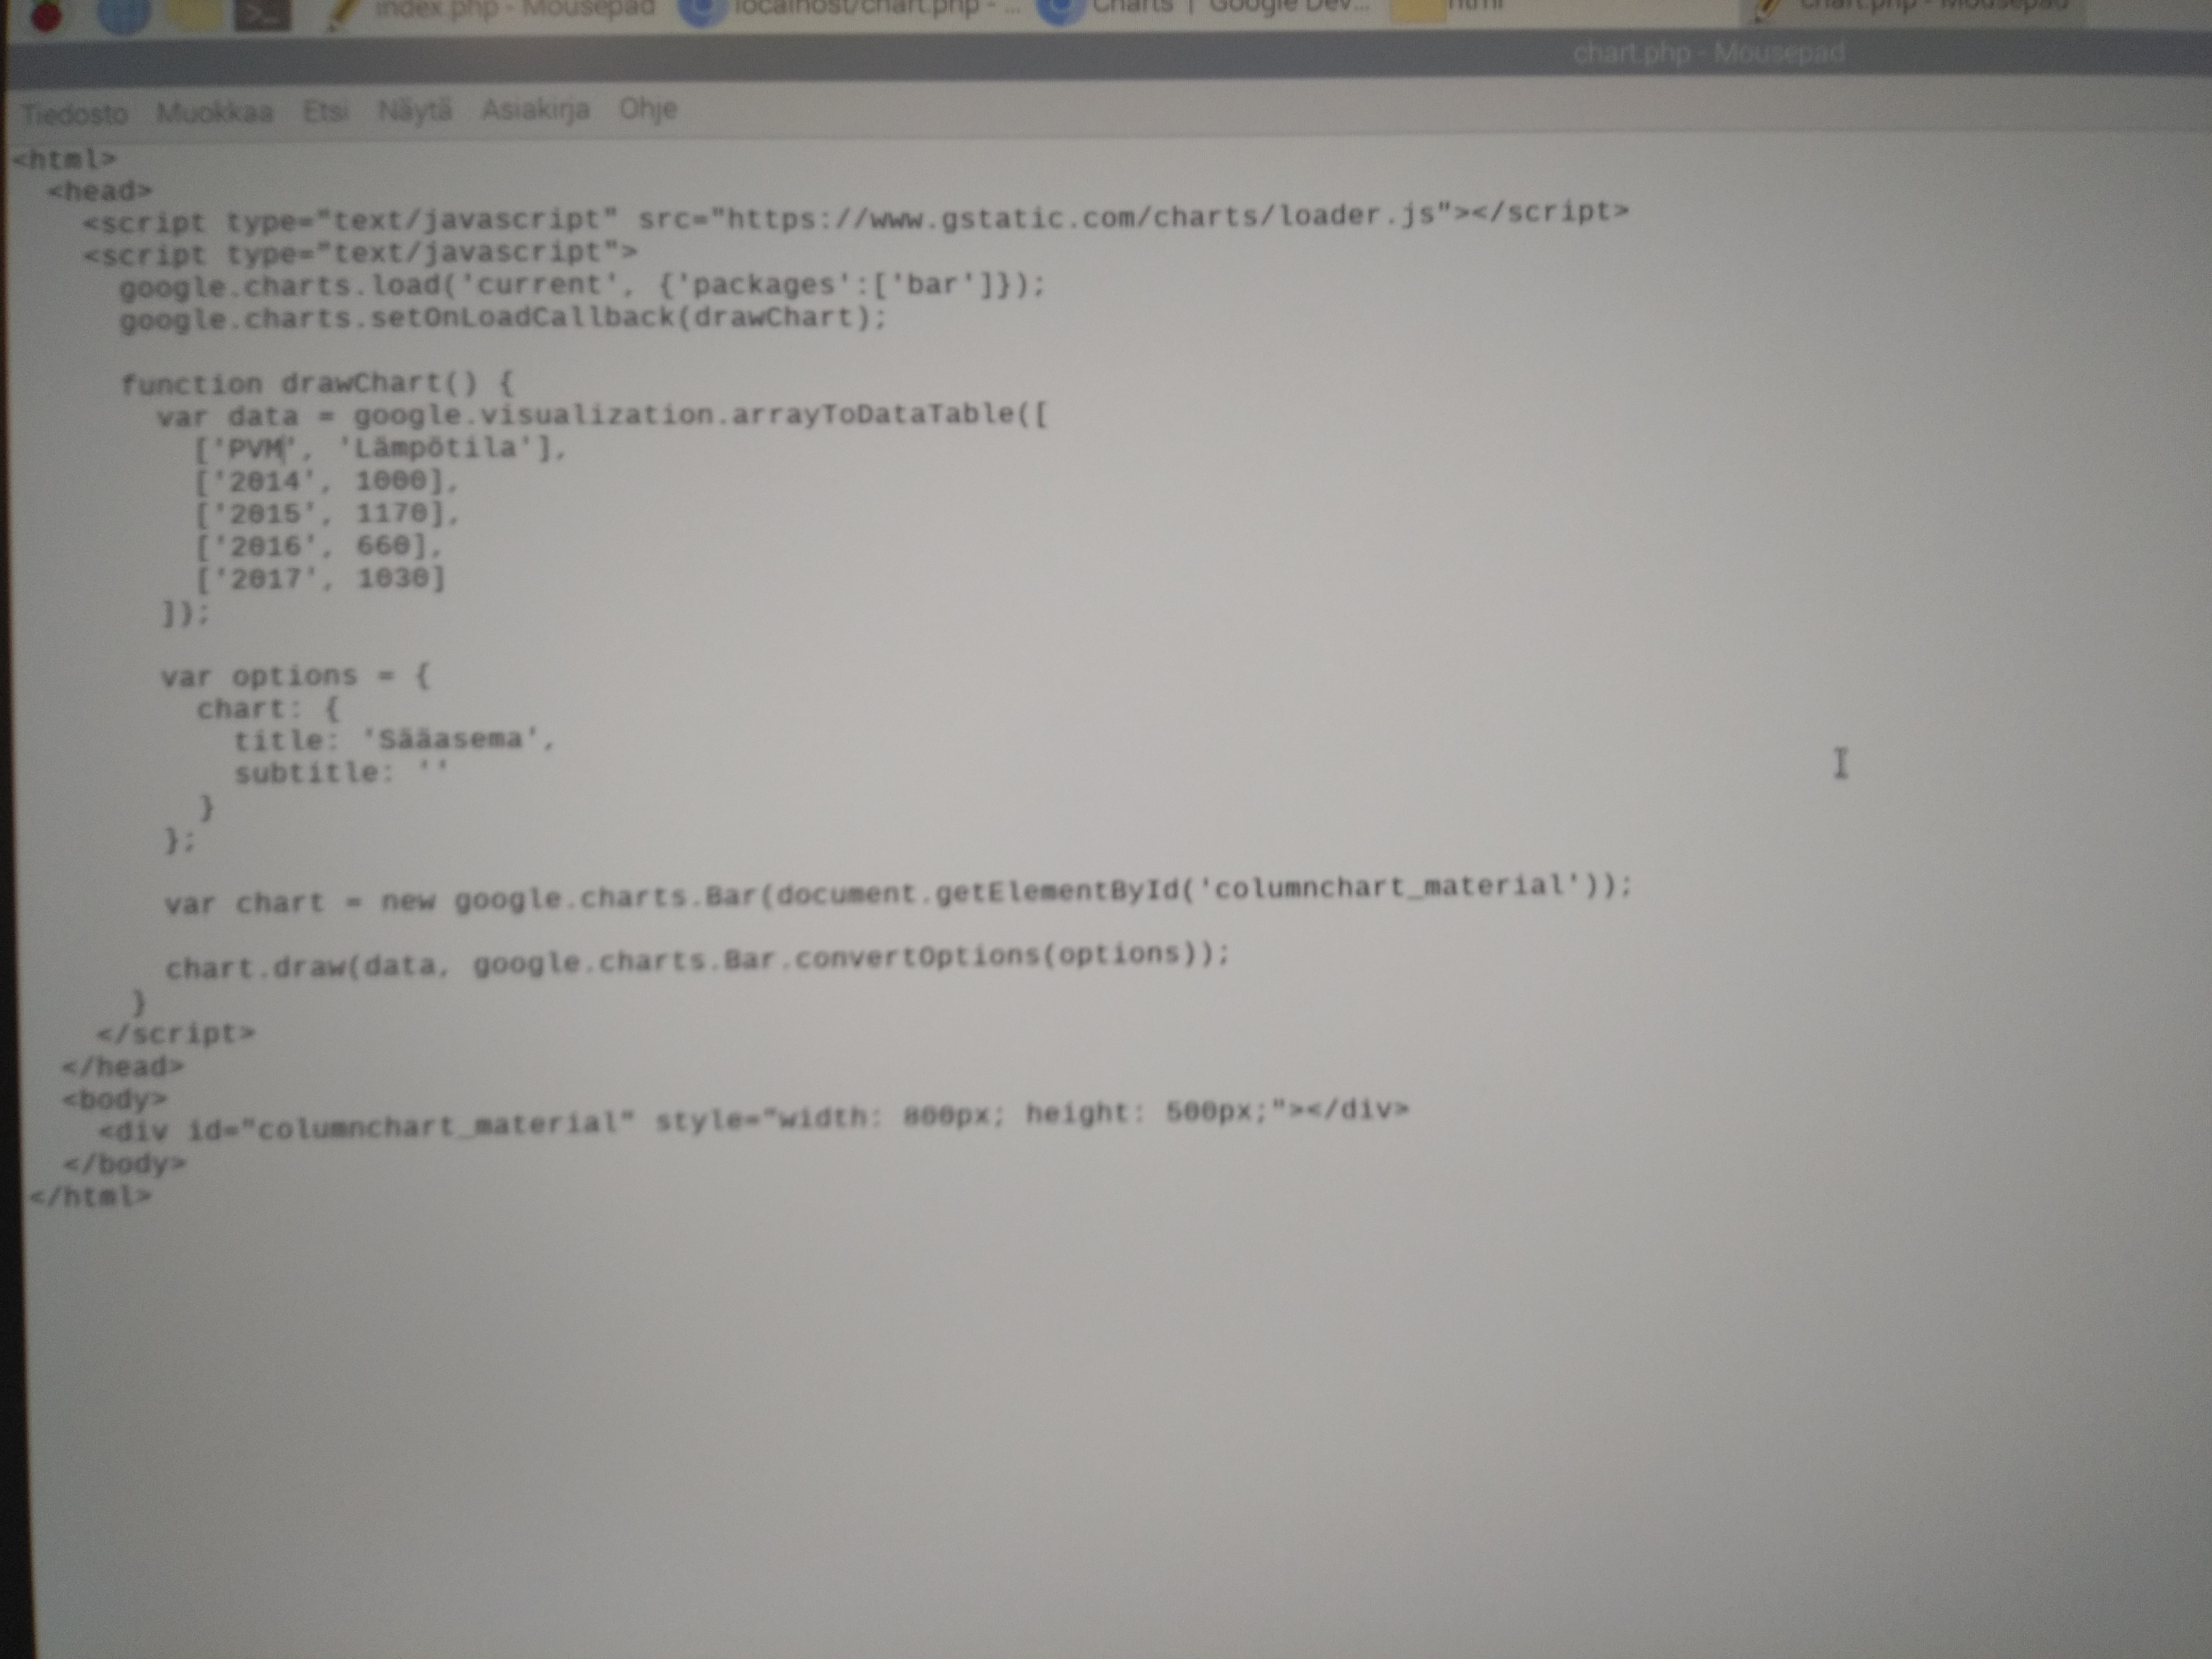 index.php - Mousepad localhost/chart.php - ... Charts | Google Dev... html chart.php - Mousepad
chart.php - Mousepad
Tiedosto Muokkaa Etsi Näytä Asiakirja Ohje
<html>
<head>
<script type="text/javascript" src="https://www.gstatic.com/charts/loader.js"></script>
<script type="text/javascript">
google.charts.load('current', {'packages':['bar']});
google.charts.setOnLoadCallback(drawChart);
function drawChart() {
var data = google.visualization.arrayToDataTable([
['PVM', 'Lämpötila'],
['2014', 1000],
['2015', 1170],
['2016', 660],
['2017', 1030]
]);
var options = {
chart: {
title: 'Sääasema',
subtitle: ''
}
};
var chart = new google.charts.Bar(document.getElementById('columnchart_material'));
chart.draw(data, google.charts.Bar.convertOptions(options));
}
</script>
</head>
<body>
<div id="columnchart_material" style="width: 800px; height: 500px;"></div>
</body>
</html>